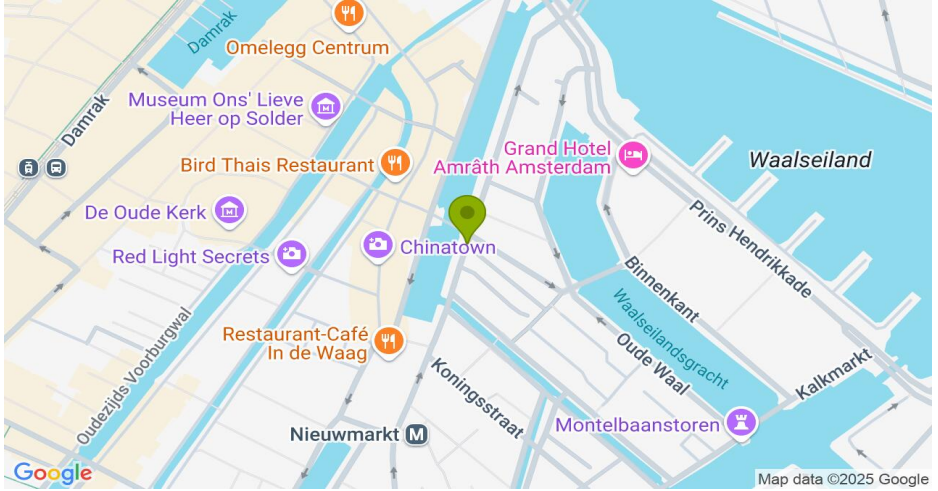 Damrak
Omelegg Centrum
Museum Ons' Lieve
Heer op Solder
Damrak
Bird Thais Restaurant
Grand Hotel
Amrâth Amsterdam
Waalseiland
De Oude Kerk
Prins Hendrikkade
Red Light Secrets
Chinatown
Binnenkant
Waalseilandsgracht
Oudezijds Voorburgwal
Restaurant-Café
In de Waag
Oude Waal
Koningsstraat
Kalkmarkt
Nieuwmarkt M
Montelbaanstoren
Google
Map data ©2025 Google